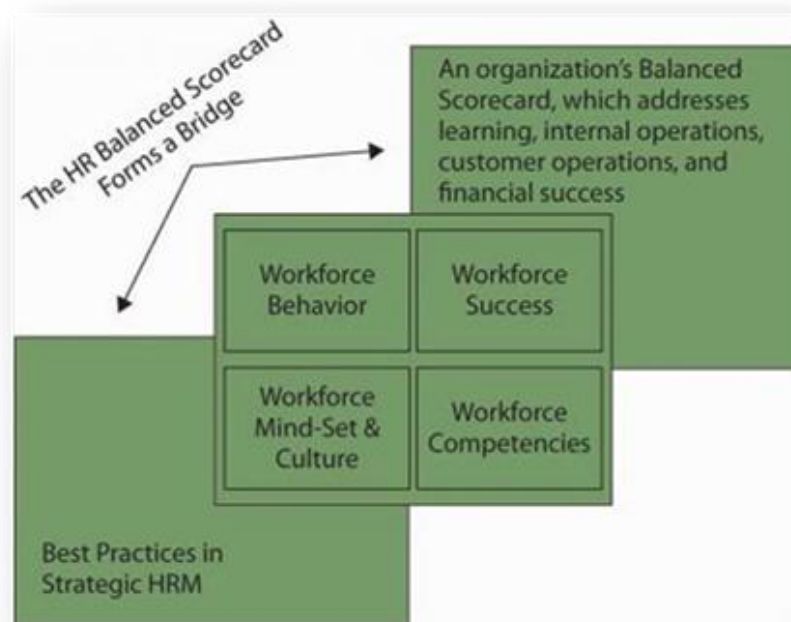 The HR Balanced Scorecard
Forms a Bridge
An organization's Balanced
Scorecard, which addresses
learning, internal operations,
customer operations, and
financial success
Workforce
Behavior
Workforce
Success
Workforce
Mind-Set &
Culture
Workforce
Competencies
Best Practices in
Strategic HRM